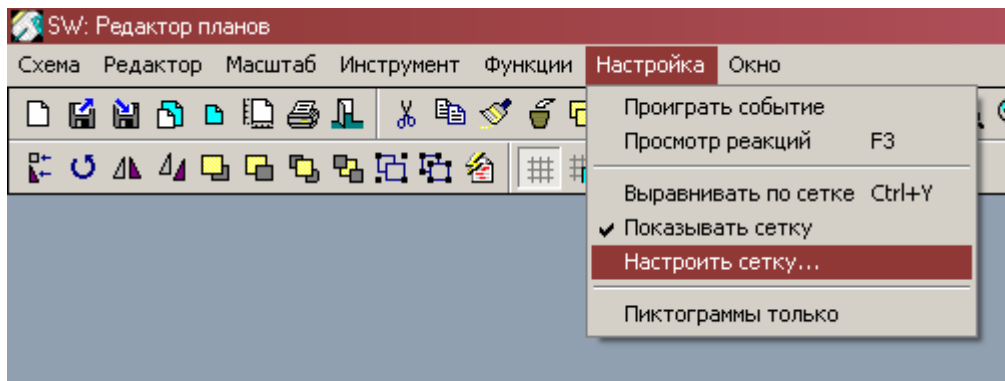 SW: Редактор планов
Схема Редактор Масштаб Инструмент Функции Настройка Окно
Проиграть событие
Просмотр реакций F3
Выравнивать по сетке Ctrl+Y
Показывать сетку
Настроить сетку...
Пиктограммы только